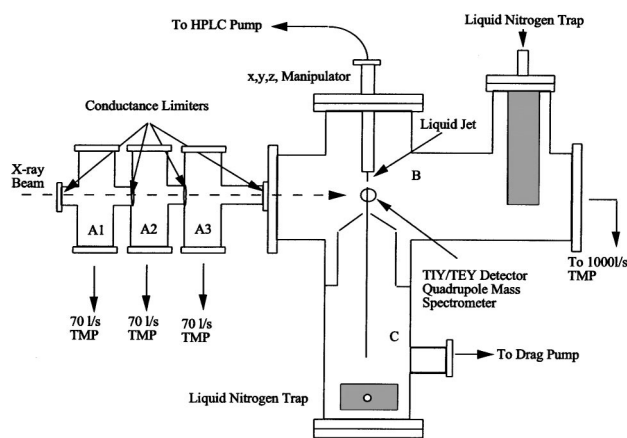 To HPLC Pump
Liquid Nitrogen Trap
x,y,z, Manipulator
Conductance Limiters
Liquid Jet
X-ray
Beam
B
A1
A2
A3
TIY/TEY Detector
Quadrupole Mass
Spectrometer
To 1000l/s
TMP
70 l/s
TMP
70 l/s
TMP
70 l/s
TMP
C
To Drag Pump
Liquid Nitrogen Trap